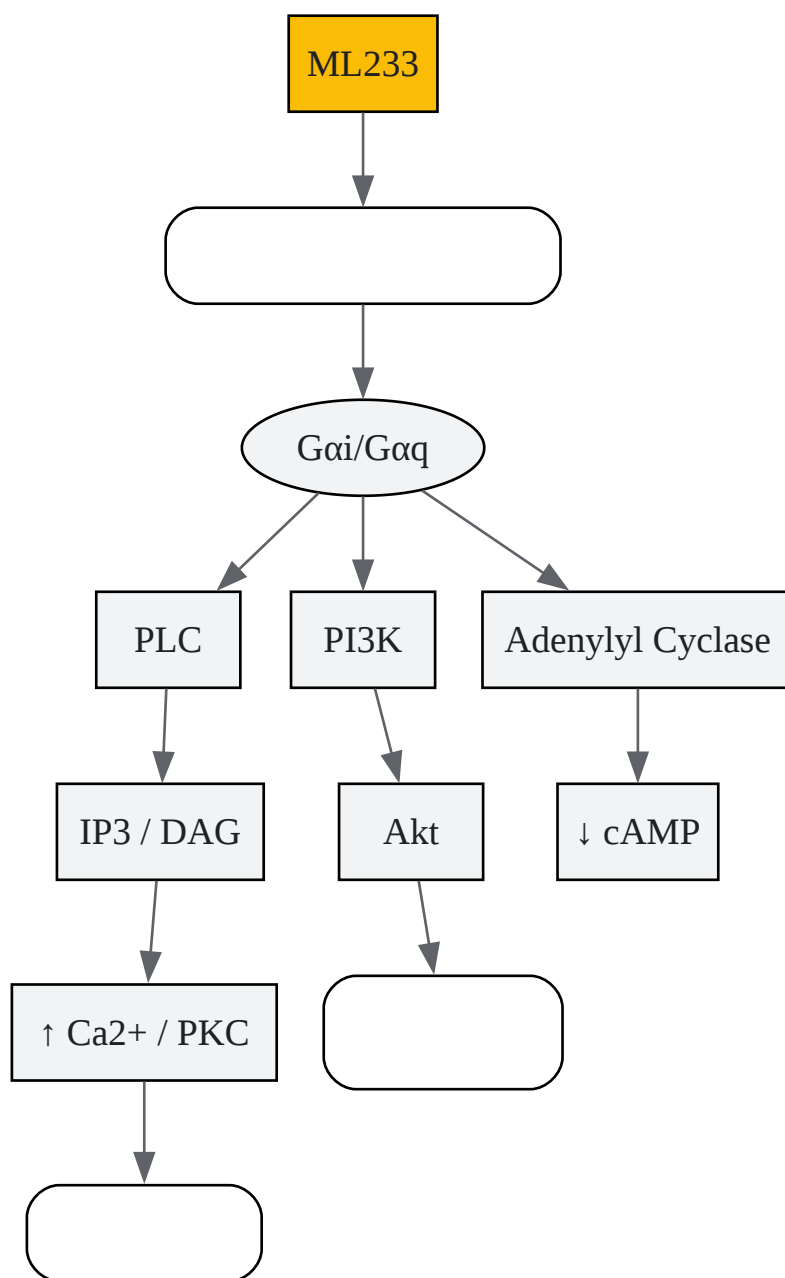 ML233
Gαi/Gαq
PLC
PI3K
Adenylyl Cyclase
IP3 / DAG
Akt
↓ cAMP
↑ Ca2+ / PKC